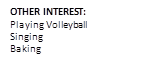 OTHER INTEREST:
Playing Volleyball
Singing
Baking